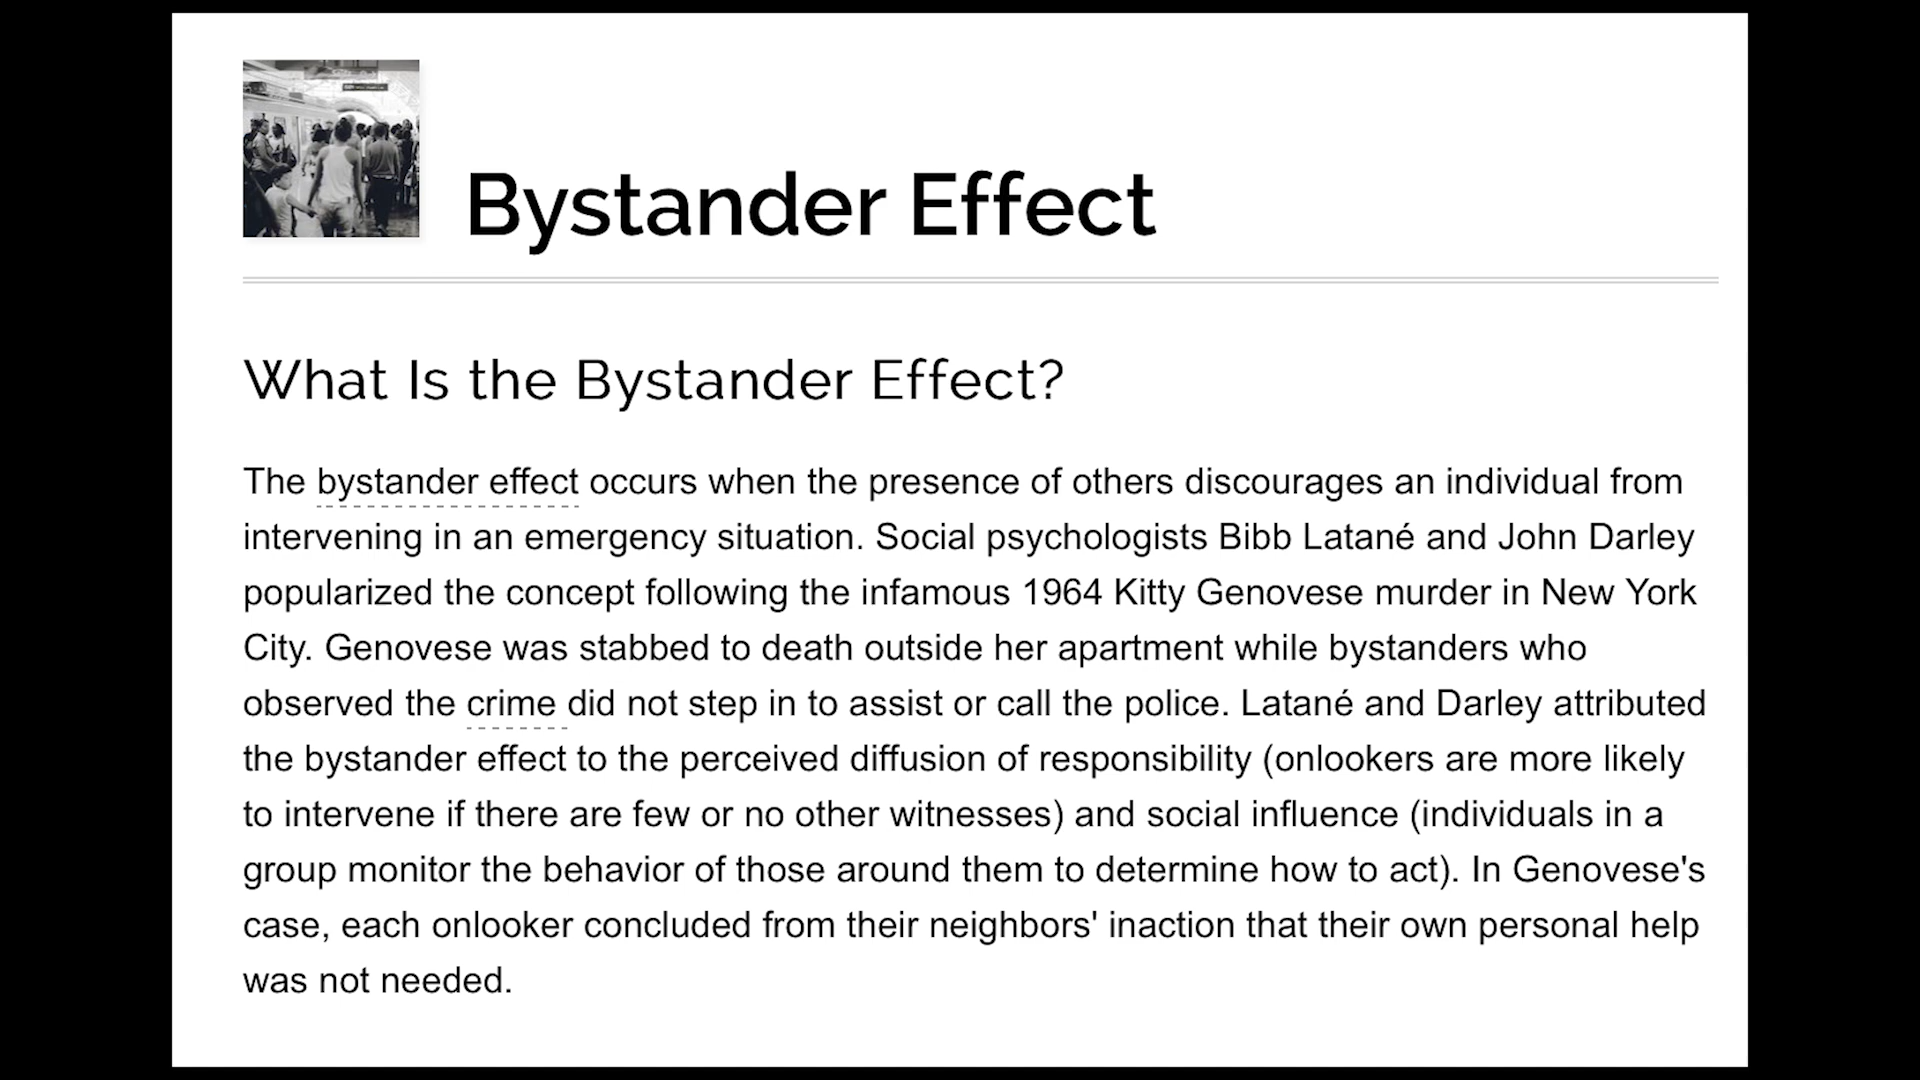 Bystander Effect
What Is the Bystander Effect?
The bystander effect occurs when the presence of others discourages an individual from
intervening in an emergency situation. Social psychologists Bibb Latané and John Darley
popularized the concept following the infamous 1964 Kitty Genovese murder in New York
City. Genovese was stabbed to death outside her apartment while bystanders who
observed the crime did not step in to assist or call the police. Latané and Darley attributed
the bystander effect to the perceived diffusion of responsibility (onlookers are more likely
to intervene if there are few or no other witnesses) and social influence (individuals in a
group monitor the behavior of those around them to determine how to act). In Genovese's
case, each onlooker concluded from their neighbors' inaction that their own personal help
was not needed.